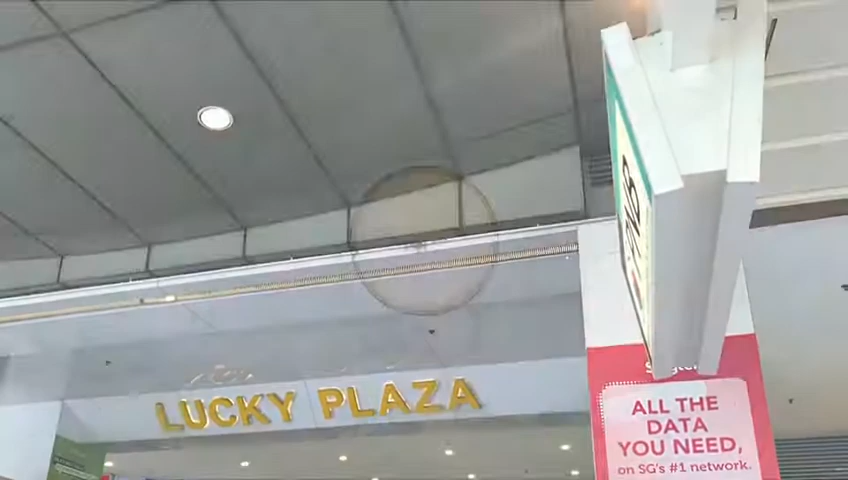 LUCKY PLAZA
ALL THE
DATA
YOU NEED,
on SG's #1 network.